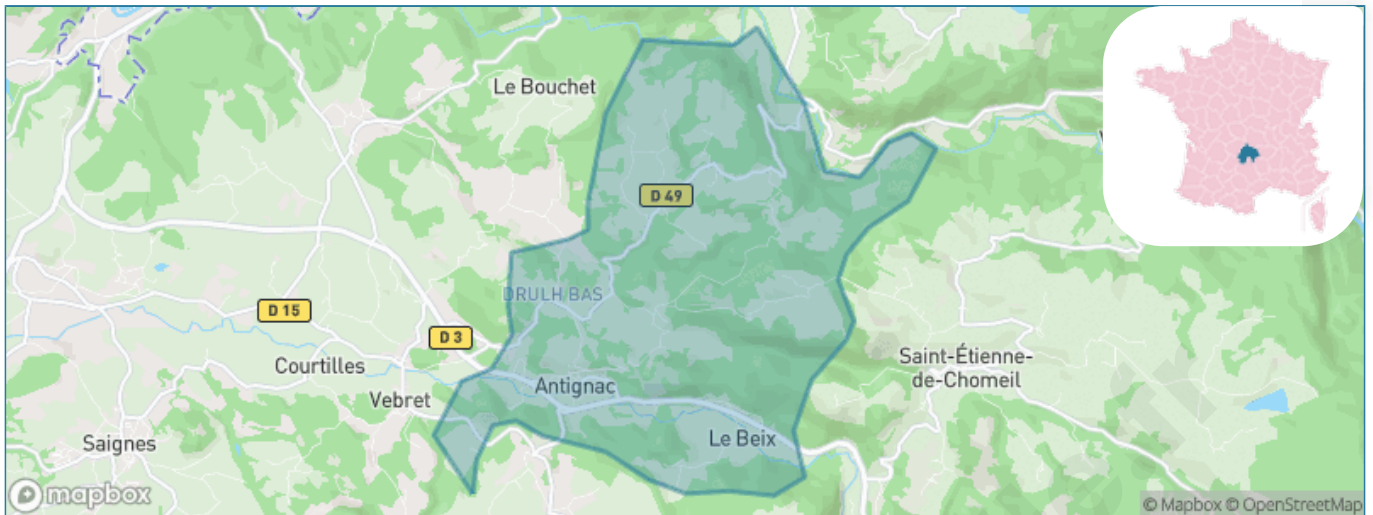 Le Bouchet
D 49
DRULH BAS
D 15
D 3
Courtilles
Saint-Étienne-
de-Chomeil
Antignac
Vebret
Le Beix
Saignes
mapbox
© Mapbox © OpenStreetMap